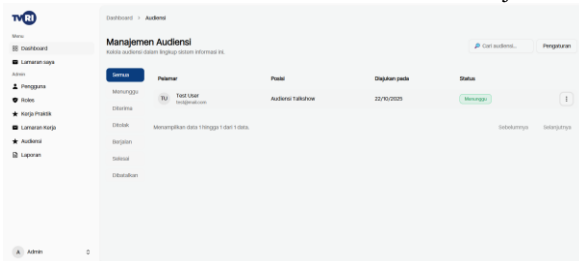 TVRI
Menu
Dashboard
Lamaran saya
Admin
Pengguna
Roles
Kerja Praktik
Lamaran Kerja
Audiensi
Laporan
A Admin
Dashboard > Audiensi
Manajemen Audiensi
Kelola audiensi dalam lingkup sistem informasi ini.
Cari audiensi...
Pengaturan
Semua
Menunggu
Diterima
Ditolak
Berjalan
Selesai
Dibatalkan
Pelamar Posisi Diajukan pada Status
TU Test User Audiensi Talkshow 22/10/2025 Menunggu
test@mail.com
Menampilkan data 1 hingga 1 dari 1 data.
Sebelumnya Selanjutnya